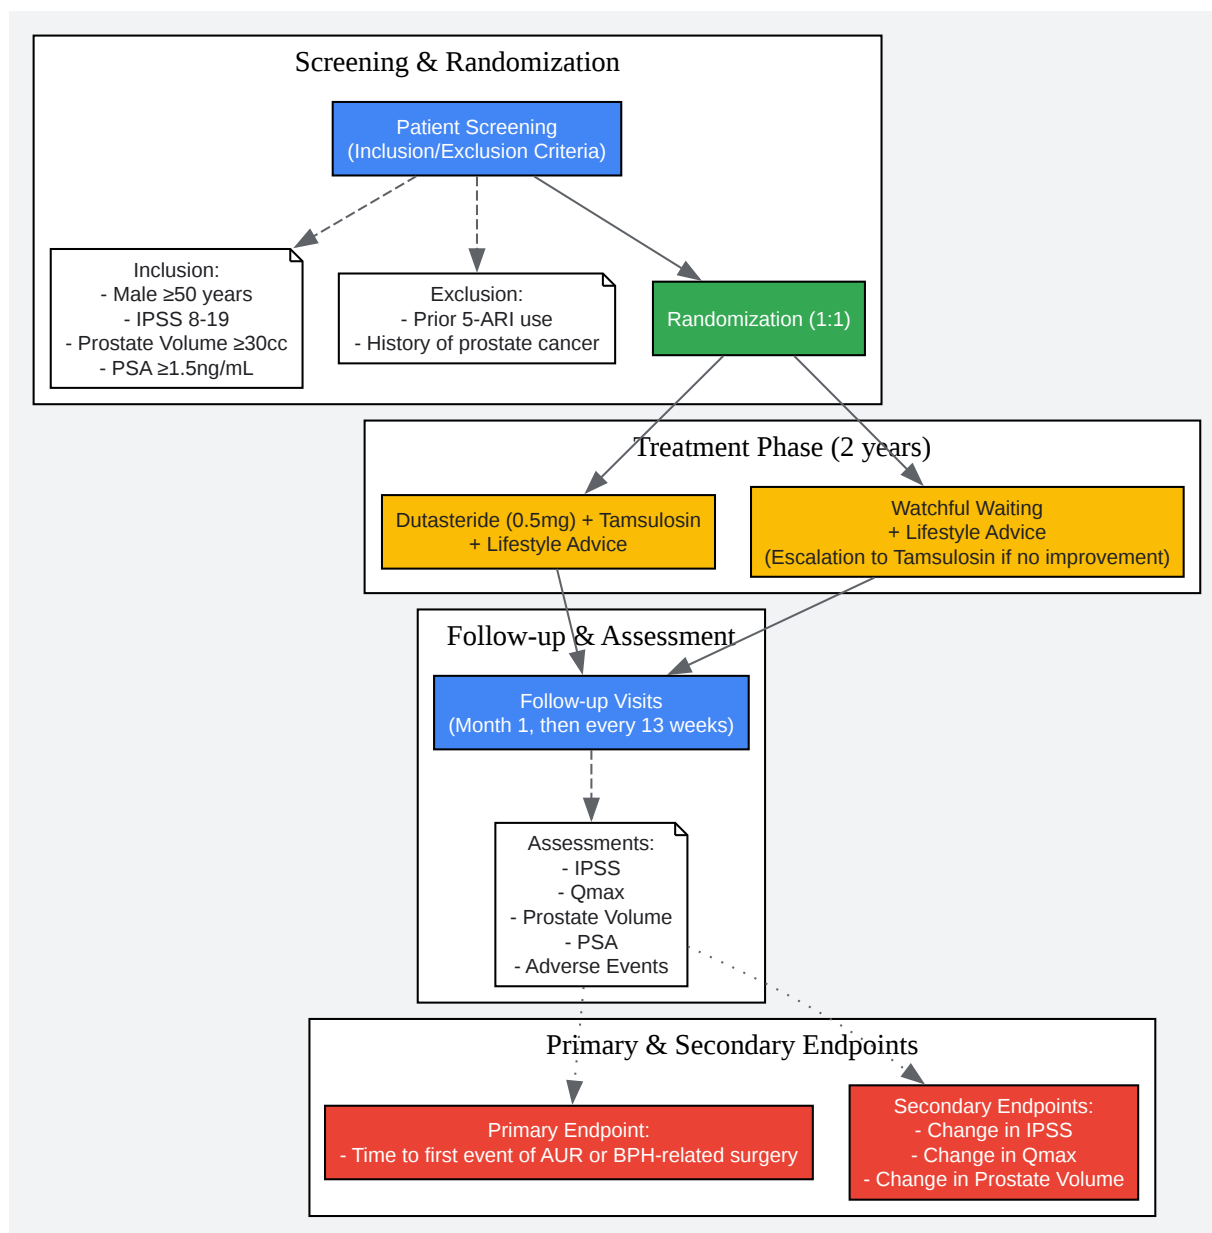 Screening & Randomization
Patient Screening
(Inclusion/Exclusion Criteria)
Inclusion:
- Male ≥50 years
- IPSS 8-19
- Prostate Volume ≥30cc
- PSA ≥1.5ng/mL
Exclusion:
- Prior 5-ARI use
- History of prostate cancer
Randomization (1:1)
Treatment Phase (2 years)
Dutasteride (0.5mg) + Tamsulosin
+ Lifestyle Advice
Watchful Waiting
+ Lifestyle Advice
(Escalation to Tamsulosin if no improvement)
Follow-up & Assessment
Follow-up Visits
(Month 1, then every 13 weeks)
Assessments:
- IPSS
- Qmax
- Prostate Volume
- PSA
- Adverse Events
Primary & Secondary Endpoints
Primary Endpoint:
- Time to first event of AUR or BPH-related surgery
Secondary Endpoints:
- Change in IPSS
- Change in Qmax
- Change in Prostate Volume